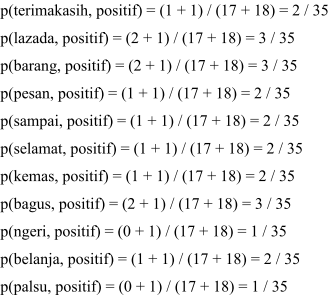 p(terimakasih, positif) = (1 + 1) / (17 + 18) = 2 / 35
p(lazada, positif) = (2 + 1) / (17 + 18) = 3 / 35
p(barang, positif) = (2 + 1) / (17 + 18) = 3 / 35
p(pesan, positif) = (1 + 1) / (17 + 18) = 2 / 35
p(sampai, positif) = (1 + 1) / (17 + 18) = 2 / 35
p(selamat, positif) = (1 + 1) / (17 + 18) = 2 / 35
p(kemas, positif) = (1 + 1) / (17 + 18) = 2 / 35
p(bagus, positif) = (2 + 1) / (17 + 18) = 3 / 35
p(ngeri, positif) = (0 + 1) / (17 + 18) = 1 / 35
p(belanja, positif) = (1 + 1) / (17 + 18) = 2 / 35
p(palsu, positif) = (0 + 1) / (17 + 18) = 1 / 35